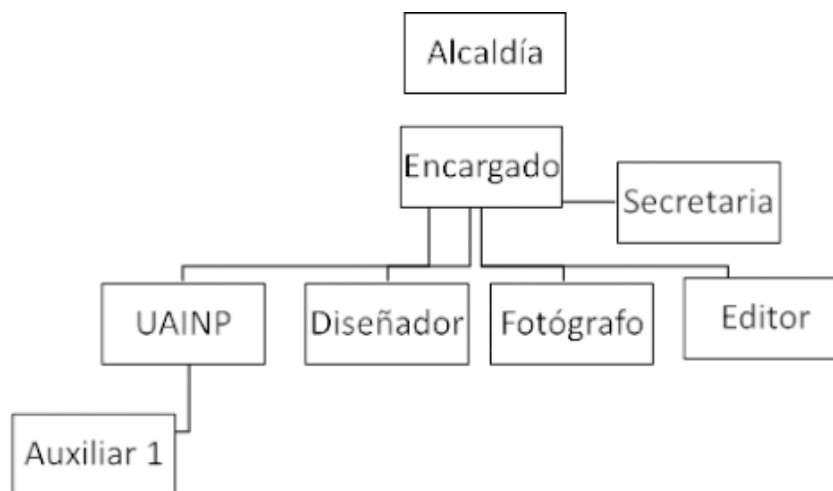 Alcaldía
Encargado
Secretaria
UAINP
Diseñador
Fotógrafo
Editor
Auxiliar 1